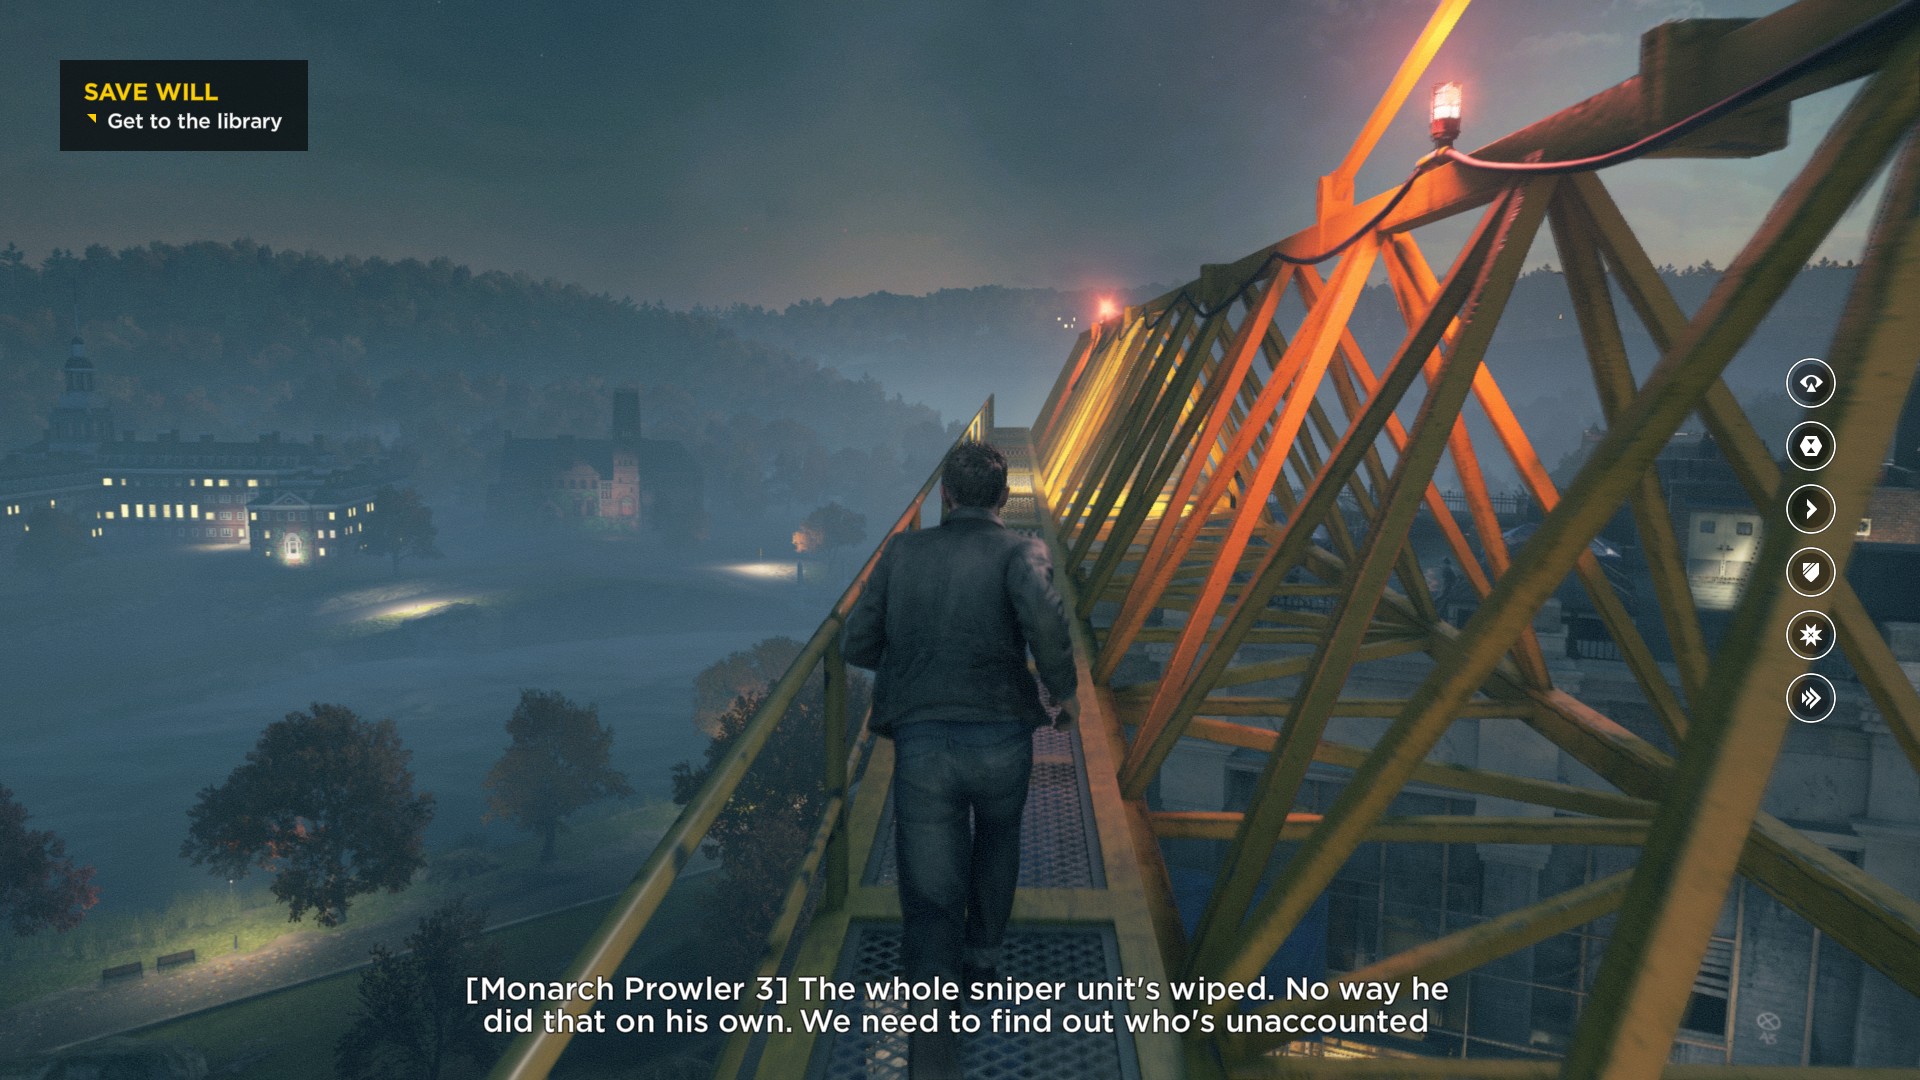 SAVE WILL
Get to the library
[Monarch Prowler 3] The whole sniper unit's wiped. No way he
did that on his own. We need to find out who's unaccounted